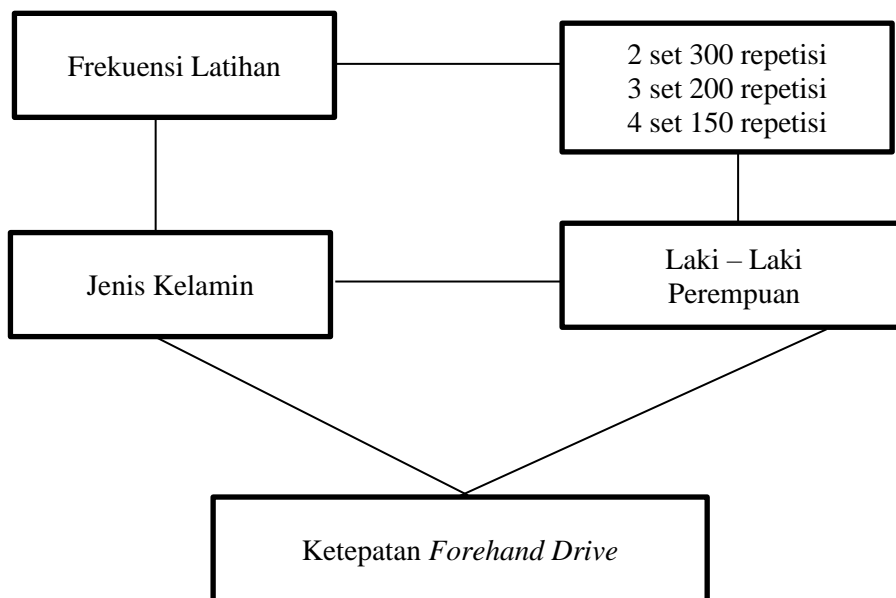 Frekuensi Latihan
2 set 300 repetisi
3 set 200 repetisi
4 set 150 repetisi
Jenis Kelamin
Laki – Laki
Perempuan
Ketepatan Forehand Drive